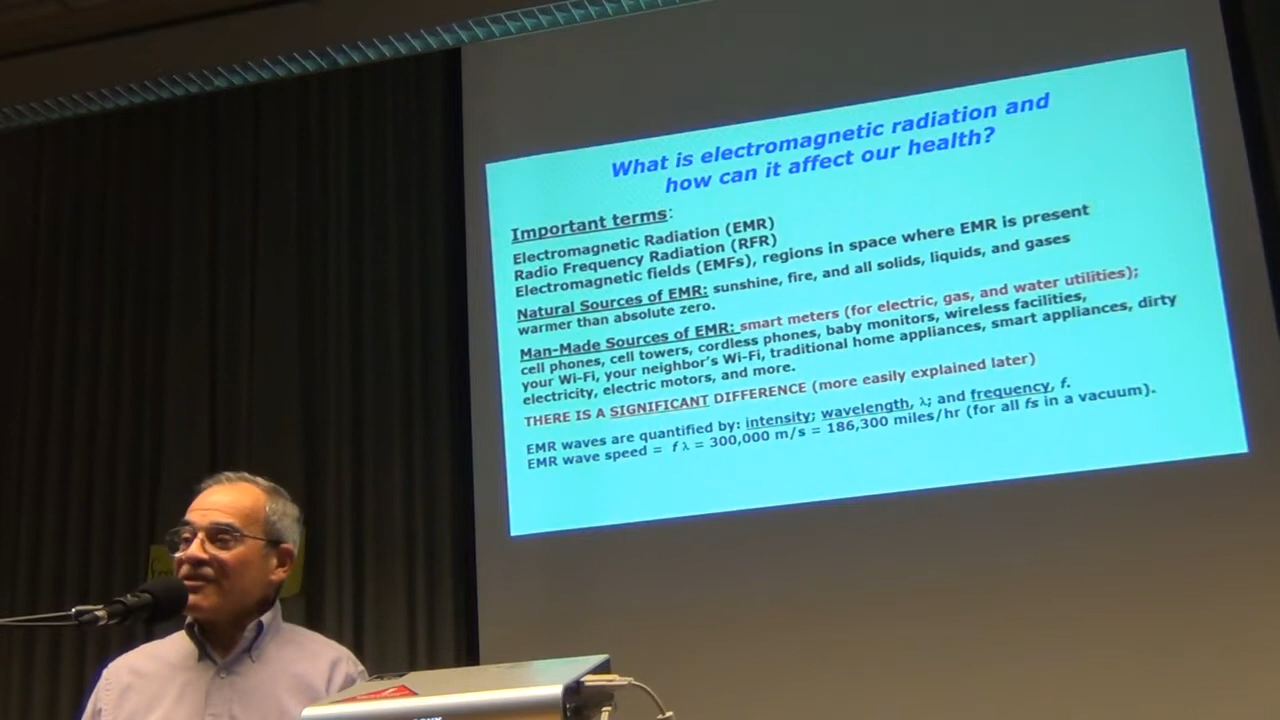 What is electromagnetic radiation and
how can it affect our health?
Important terms:
Electromagnetic Radiation (EMR)
Radio Frequency Radiation (RFR)
Electromagnetic fields (EMFs), regions in space where EMR is present
Natural Sources of EMR: sunshine, fire, and all solids, liquids, and gases
warmer than absolute zero.
Man-Made Sources of EMR: smart meters (for electric, gas, and water utilities);
cell phones, cell towers, cordless phones, baby monitors, wireless facilities,
your Wi-Fi, your neighbor's Wi-Fi, traditional home appliances, smart appliances, dirty
electricity, electric motors, and more.
THERE IS A SIGNIFICANT DIFFERENCE (more easily explained later)
EMR waves are quantified by: intensity; wavelength, λ; and frequency, f.
EMR wave speed = f λ = 300,000 m/s = 186,300 miles/hr (for all fs in a vacuum).
SONY